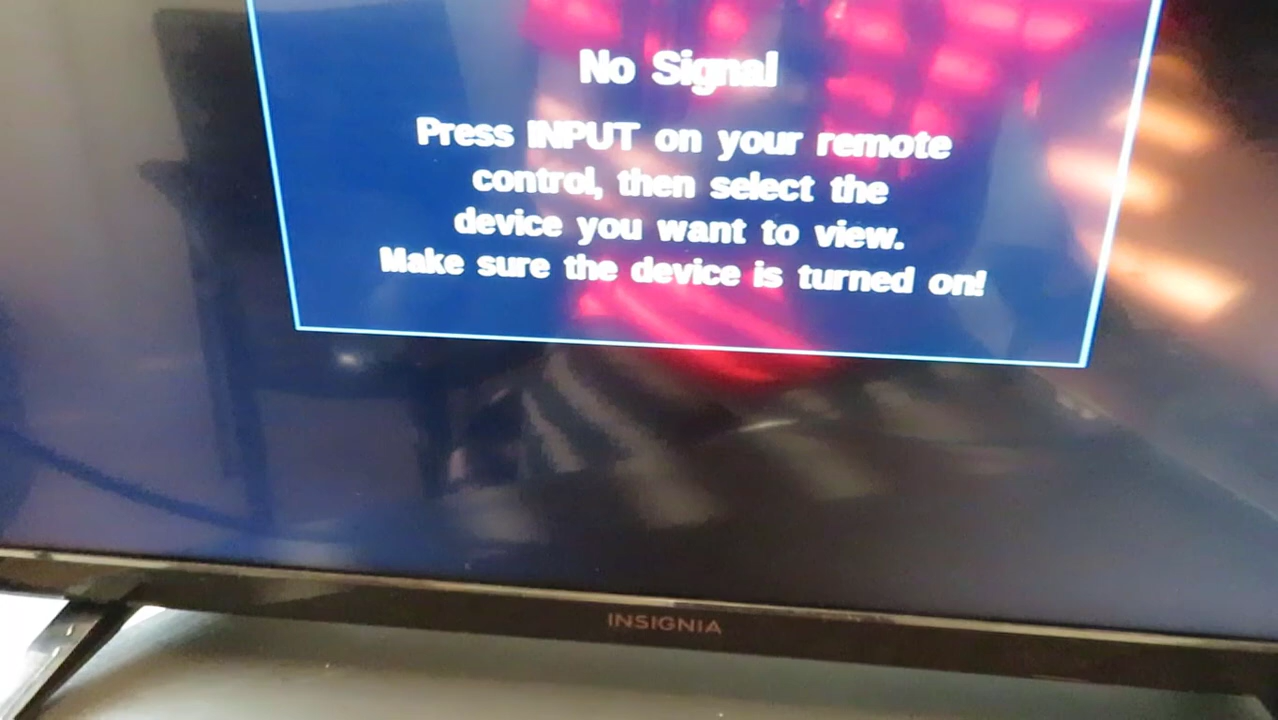 No Signal
Press INPUT on your remote
control, then select the
device you want to view.
Make sure the device is turned on!
INSIGNIA